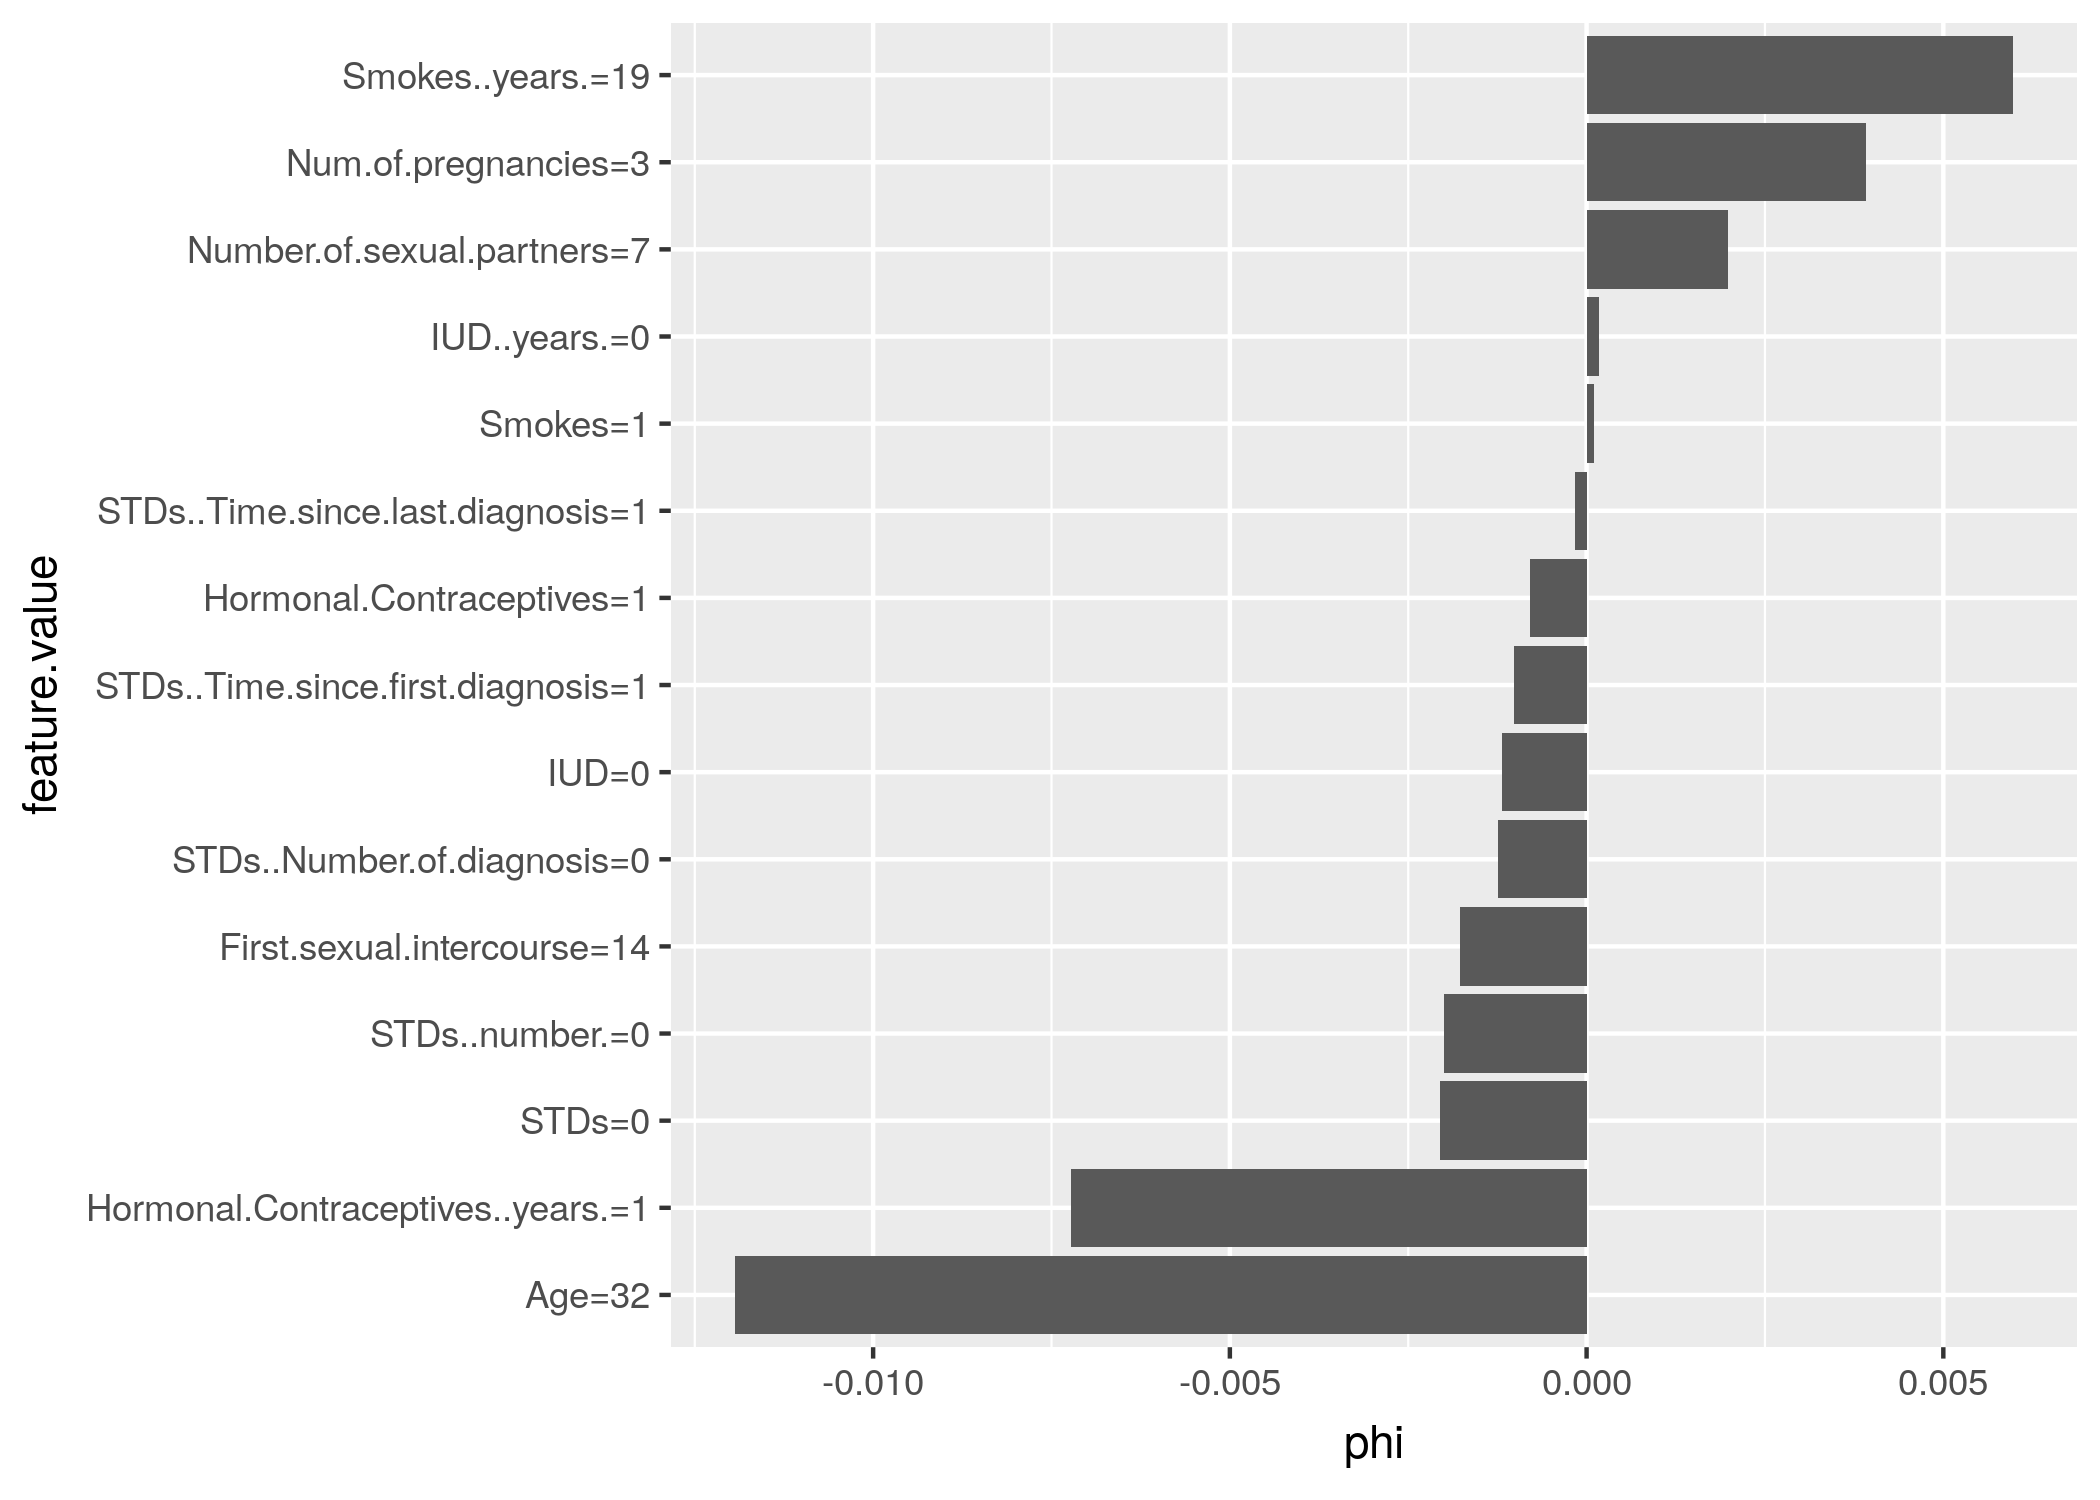 Smokes..years.=19
Num.of.pregnancies=3
Number.of.sexual.partners=7
IUD..years.=0
Smokes=1
STDs..Time.since.last.diagnosis=1
Hormonal.Contraceptives=1
STDs..Time.since.first.diagnosis=1
IUD=0
STDs..Number.of.diagnosis=0
First.sexual.intercourse=14
STDs..number.=0
STDs=0
Hormonal.Contraceptives..years.=1
Age=32
feature.value
-0.010 -0.005 0.000 0.005
phi